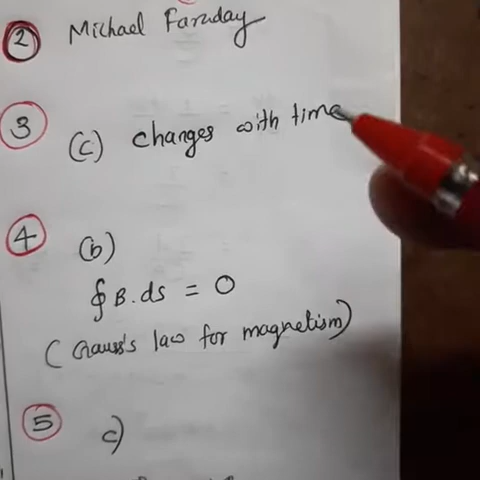 2 Michael Faraday
3 (c) changes with time
4 (b)
∮B.ds = 0
(Gauss's law for magnetism)
5 c)